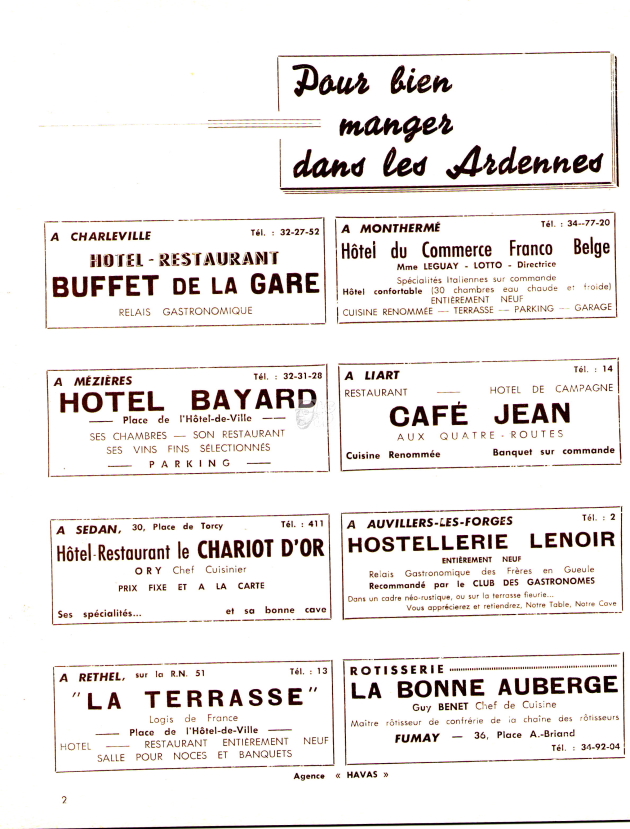 Pour bien
manger
dans les Ardennes
A CHARLEVILLE Tél. : 32-27-52
HOTEL - RESTAURANT
BUFFET DE LA GARE
RELAIS GASTRONOMIQUE
A MONTHERMÉ Tél. : 34--77-20
Hôtel du Commerce Franco Belge
Mme LEGUAY - LOTTO - Directrice
Spécialités Italiennes sur commande
Hôtel confortable (30 chambres eau chaude et froide)
ENTIÈREMENT NEUF
CUISINE RENOMMÉE — TERRASSE — PARKING — GARAGE
A MÉZIÈRES Tél. : 32-31-28
HOTEL BAYARD
— Place de l'Hôtel-de-Ville —
SES CHAMBRES — SON RESTAURANT
SES VINS FINS SÉLECTIONNÉS
— PARKING —
A LIART Tél. : 14
RESTAURANT — HOTEL DE CAMPAGNE
CAFÉ JEAN
AUX QUATRE - ROUTES
Cuisine Renommée Banquet sur commande
A SEDAN, 30, Place de Torcy Tél. : 411
Hôtel-Restaurant le CHARIOT D'OR
ORY Chef Cuisinier
PRIX FIXE ET A LA CARTE
Ses spécialités... et sa bonne cave
A AUVILLERS-LES-FORGES Tél. : 2
HOSTELLERIE LENOIR
ENTIÈREMENT NEUF
Relais Gastronomique des Frères en Gueule
Recommandé par le CLUB DES GASTRONOMES
Dans un cadre néo-rustique, ou sur la terrasse fleurie...
Vous apprécierez et retiendrez, Notre Table, Notre Cave
A RETHEL, sur la R.N. 51 Tél. : 13
"LA TERRASSE"
Logis de France
— Place de l'Hôtel-de-Ville —
HOTEL — RESTAURANT ENTIÈREMENT NEUF
SALLE POUR NOCES ET BANQUETS
ROTISSERIE
LA BONNE AUBERGE
Guy BENET Chef de Cuisine
Maître rôtisseur de confrérie de la chaîne des rôtisseurs
FUMAY — 36, Place A.-Briand
Tél. : 34-92-04
Agence « HAVAS »
2